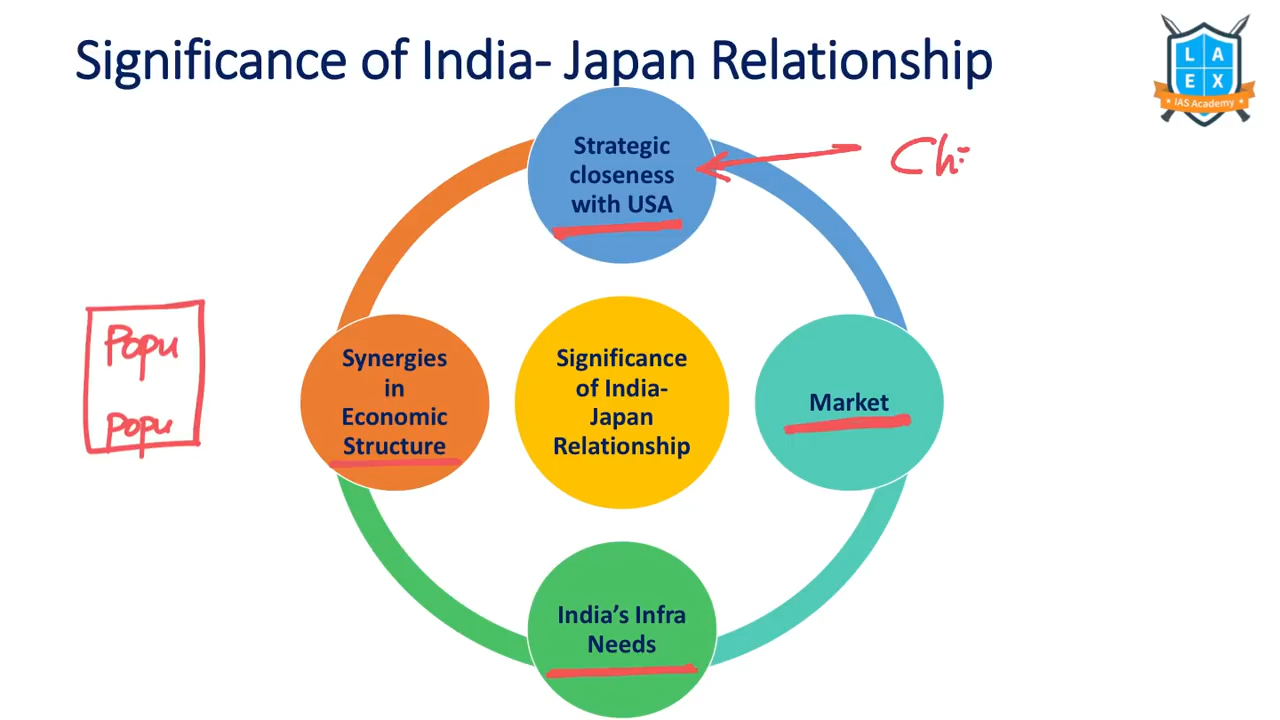 Significance of India- Japan Relationship
L A
E X
IAS Academy
Strategic
closeness
with USA
Popu
popu
Synergies
in
Economic
Structure
Significance
of India-
Japan
Relationship
Market
India's Infra
Needs